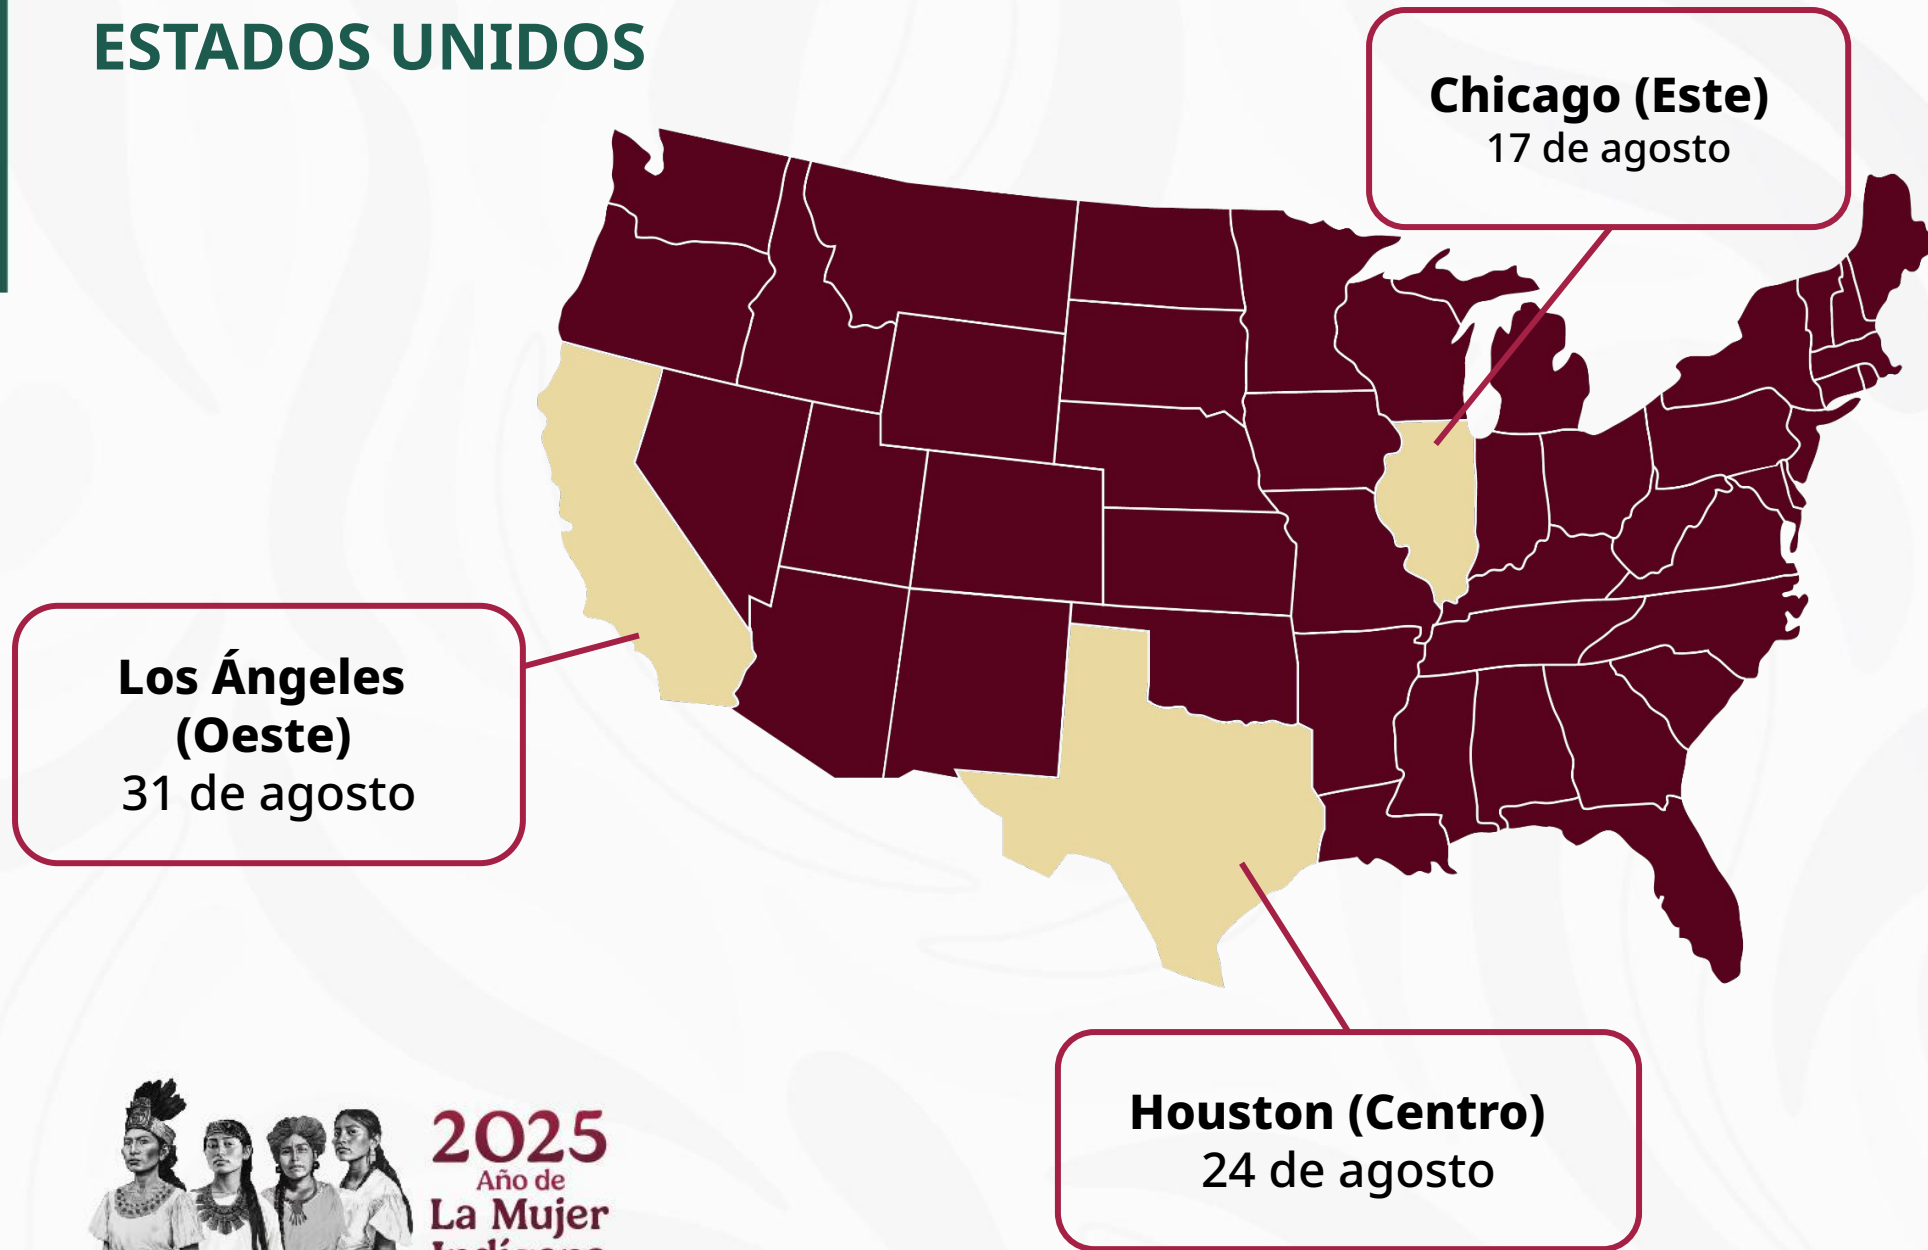 ESTADOS UNIDOS
Chicago (Este)
17 de agosto
Los Ángeles
(Oeste)
31 de agosto
Houston (Centro)
24 de agosto
2025
Año de
La Mujer